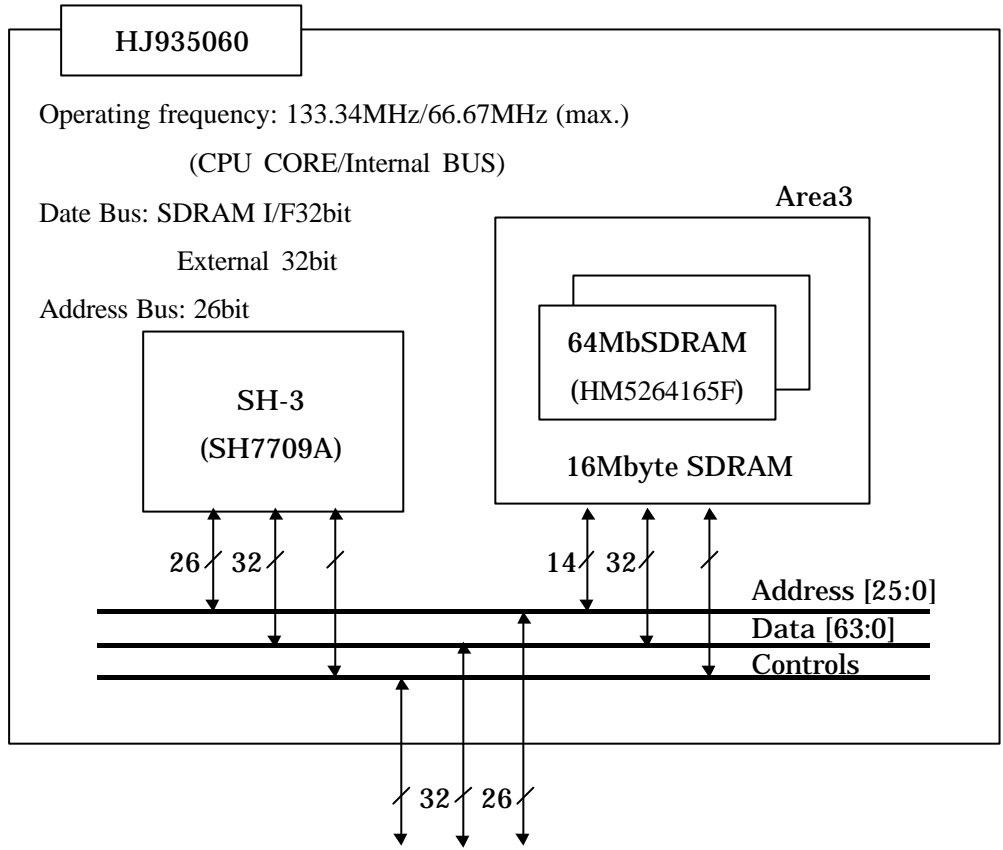 HJ935060
Operating frequency: 133.34MHz/66.67MHz (max.)
(CPU CORE/Internal BUS)
Date Bus: SDRAM I/F32bit
External 32bit
Address Bus: 26bit
Area3
64MbSDRAM
(HM5264165F)
16Mbyte SDRAM
SH-3
(SH7709A)
26 32
14 32
Address [25:0]
Data [63:0]
Controls
32 26